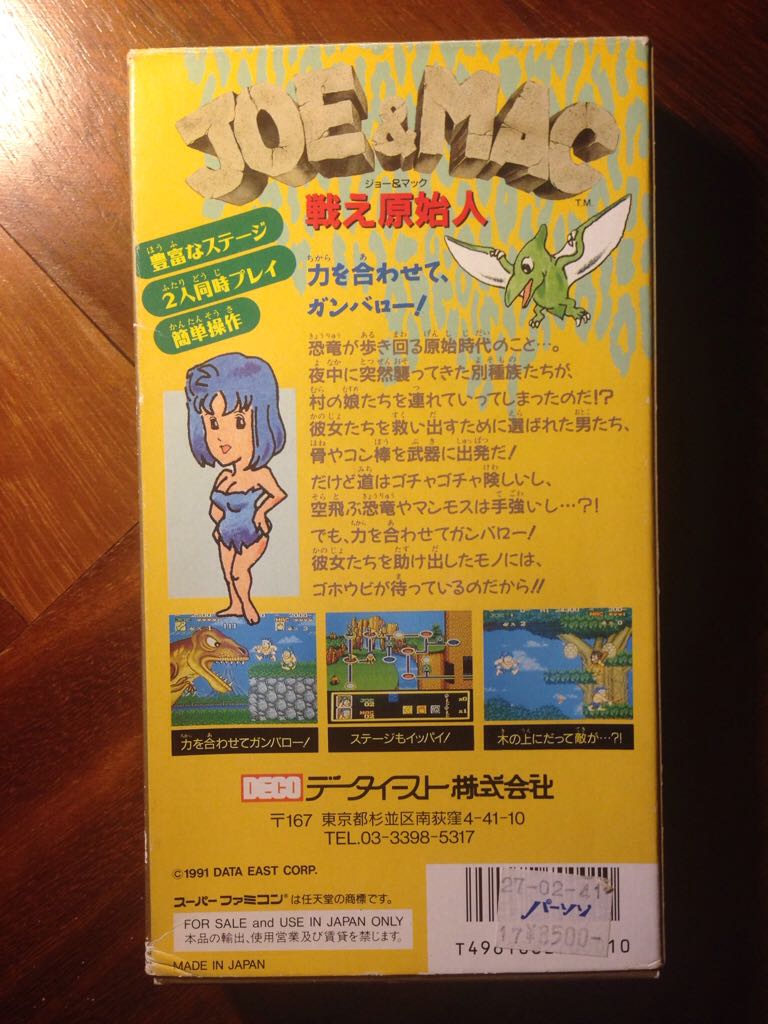 JOE & MAC
ジョー&マック
TM
戦え原始人
豊富なステージ
2人同時プレイ
簡単操作
力を合わせて、
ガンバロー!
恐竜が歩き回る原始時代のこと…。
夜中に突然襲ってきた別種族たちが、
村の娘たちを連れていってしまったのだ!?
彼女たちを救い出すために選ばれた男たち、
骨やコン棒を武器に出発だ!
だけど道はゴチャゴチャ険しいし、
空飛ぶ恐竜やマンモスは手強いし…?!
でも、力を合わせてガンバロー!
彼女たちを助け出したモノには、
ゴホウビが待っているのだから!!
力を合わせてガンバロー!
ステージもイッパイ!
木の上にだって敵が…?!
DECO データイースト株式会社
〒167 東京都杉並区南荻窪4-41-10
TEL.03-3398-5317
©1991 DATA EAST CORP.
スーパーファミコン®は任天堂の商標です。
FOR SALE and USE IN JAPAN ONLY
本品の輸出、使用営業及び賃貸を禁じます。
MADE IN JAPAN
27-02-41
パーソソ
17¥8500-